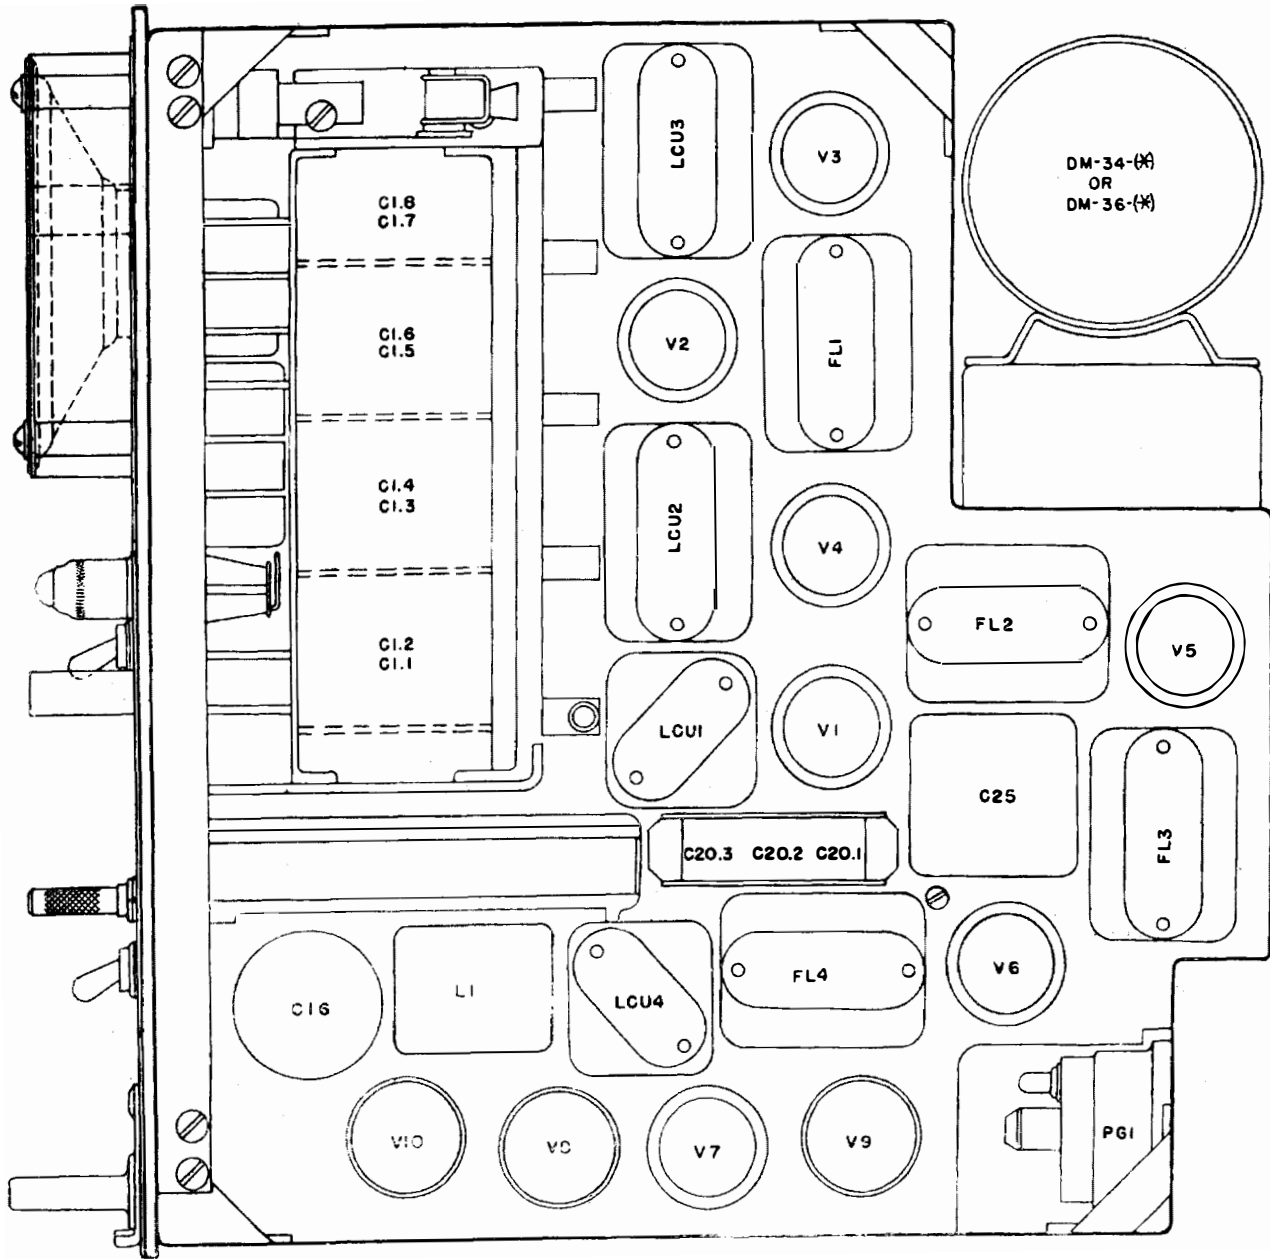 C1.8
C1.7
C1.6
C1.5
C1.4
C1.3
C1.2
C1.1
LCU3
V3
DM-34-(*)
OR
DM-36-(*)
V2
FL1
LCU2
V4
FL2
V5
LCU1
V1
C25
FL3
C20.3 C20.2 C20.1
C16
L1
LCU4
FL4
V6
V10
V8
V7
V9
PG1